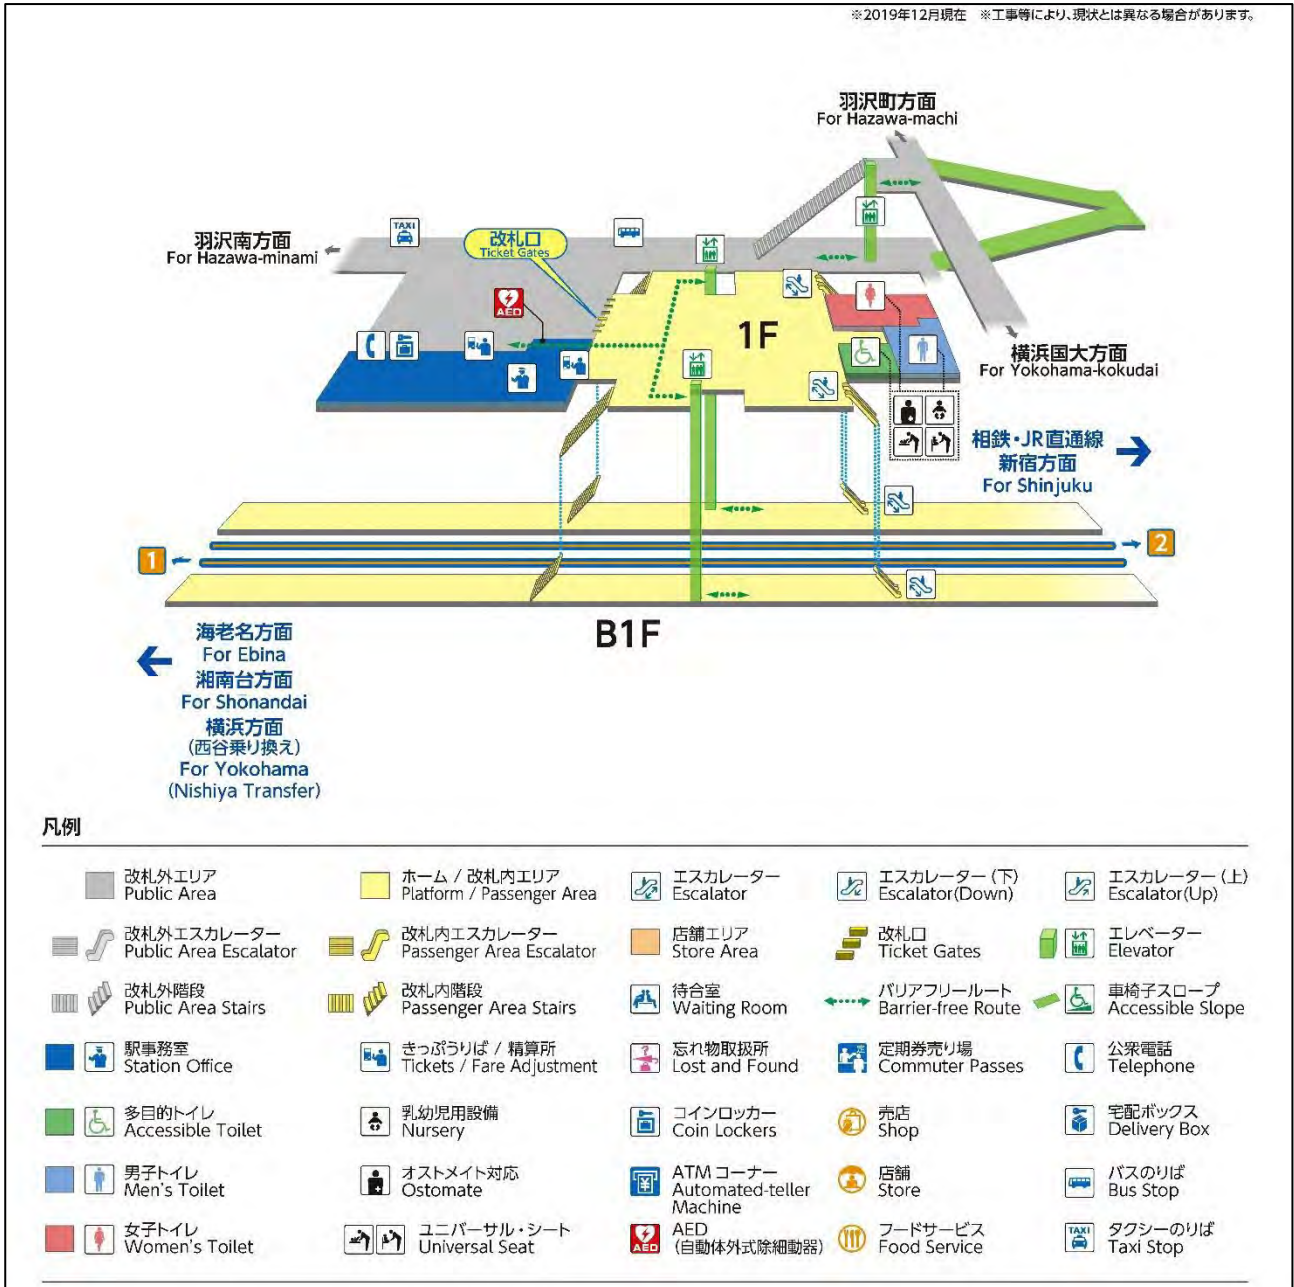 ※2019年12月現在　※工事等により、現状とは異なる場合があります。
羽沢町方面
For Hazawa-machi
TAXI
羽沢南方面
For Hazawa-minami
改札口
Ticket Gates
AED
1F
横浜国大方面
For Yokohama-kokudai
相鉄・JR直通線
新宿方面
For Shinjuku
1
2
B1F
海老名方面
For Ebina
湘南台方面
For Shōnandai
横浜方面
(西谷乗り換え)
For Yokohama
(Nishiya Transfer)
凡例
改札外エリア
Public Area
ホーム / 改札内エリア
Platform / Passenger Area
エスカレーター
Escalator
エスカレーター (下)
Escalator(Down)
エスカレーター (上)
Escalator(Up)
改札外エスカレーター
Public Area Escalator
改札内エスカレーター
Passenger Area Escalator
店舗エリア
Store Area
改札口
Ticket Gates
エレベーター
Elevator
改札外階段
Public Area Stairs
改札内階段
Passenger Area Stairs
待合室
Waiting Room
バリアフリールート
Barrier-free Route
車椅子スロープ
Accessible Slope
駅事務室
Station Office
きっぷうりば / 精算所
Tickets / Fare Adjustment
忘れ物取扱所
Lost and Found
定期券売り場
Commuter Passes
公衆電話
Telephone
多目的トイレ
Accessible Toilet
乳幼児用設備
Nursery
コインロッカー
Coin Lockers
売店
Shop
宅配ボックス
Delivery Box
男子トイレ
Men's Toilet
オストメイト対応
Ostomate
ATM コーナー
Automated-teller
Machine
店舗
Store
バスのりば
Bus Stop
女子トイレ
Women's Toilet
ユニバーサル・シート
Universal Seat
AED
AED
(自動体外式除細動器)
フードサービス
Food Service
TAXI
タクシーのりば
Taxi Stop